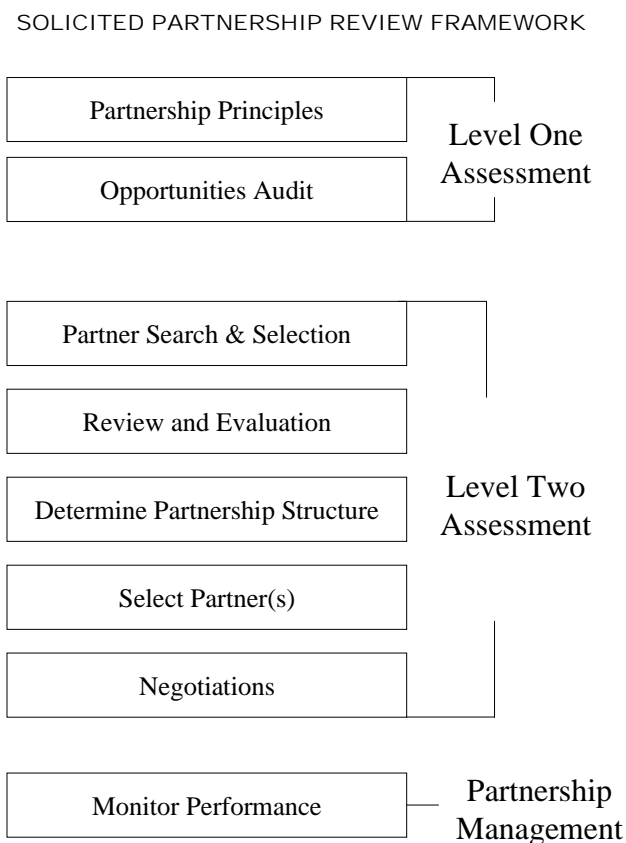 SOLICITED PARTNERSHIP REVIEW FRAMEWORK
Partnership Principles
Opportunities Audit
Level One
Assessment
Partner Search & Selection
Review and Evaluation
Determine Partnership Structure
Select Partner(s)
Negotiations
Level Two
Assessment
Monitor Performance
Partnership
Management